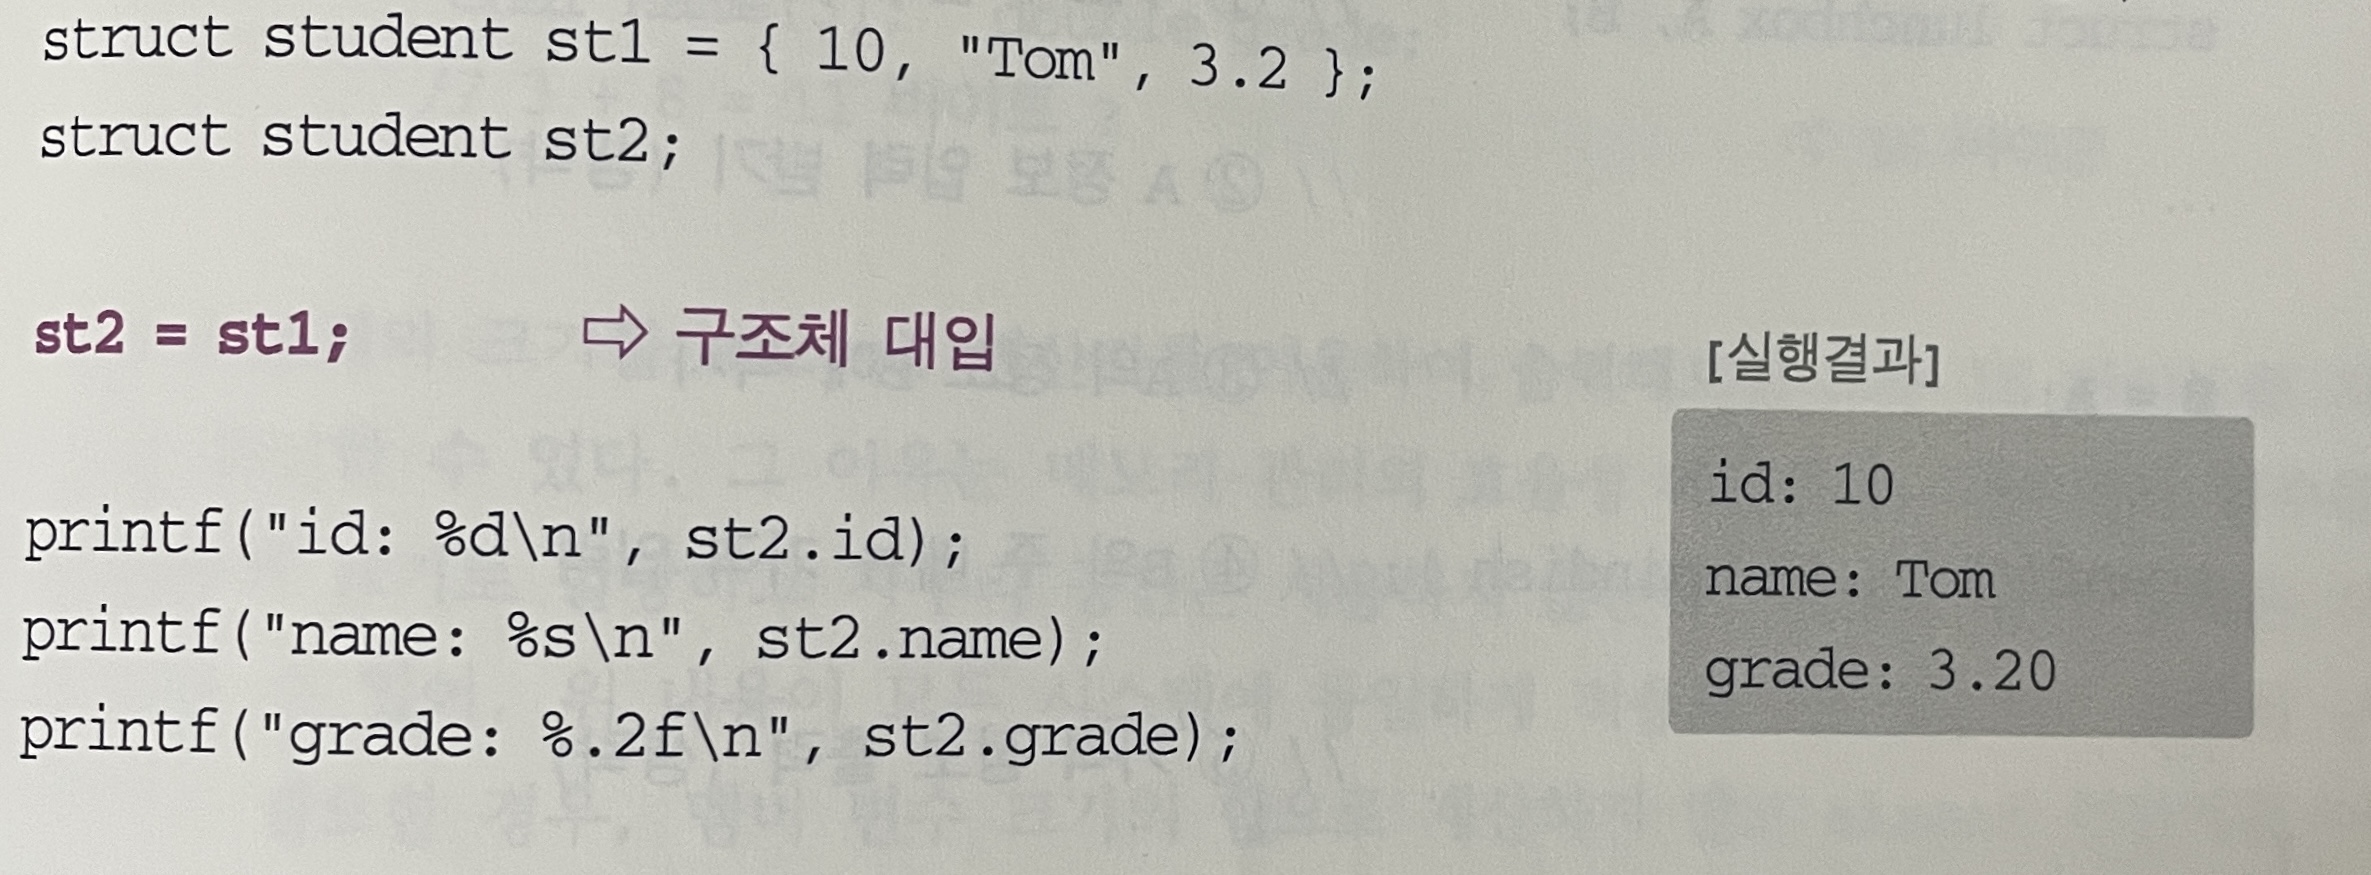 struct student st1 = { 10, "Tom", 3.2 };
struct student st2;
st2 = st1; ⇨ 구조체 대입
printf("id: %d\n", st2.id);
printf("name: %s\n", st2.name);
printf("grade: %.2f\n", st2.grade);
[실행결과]
id: 10
name: Tom
grade: 3.20